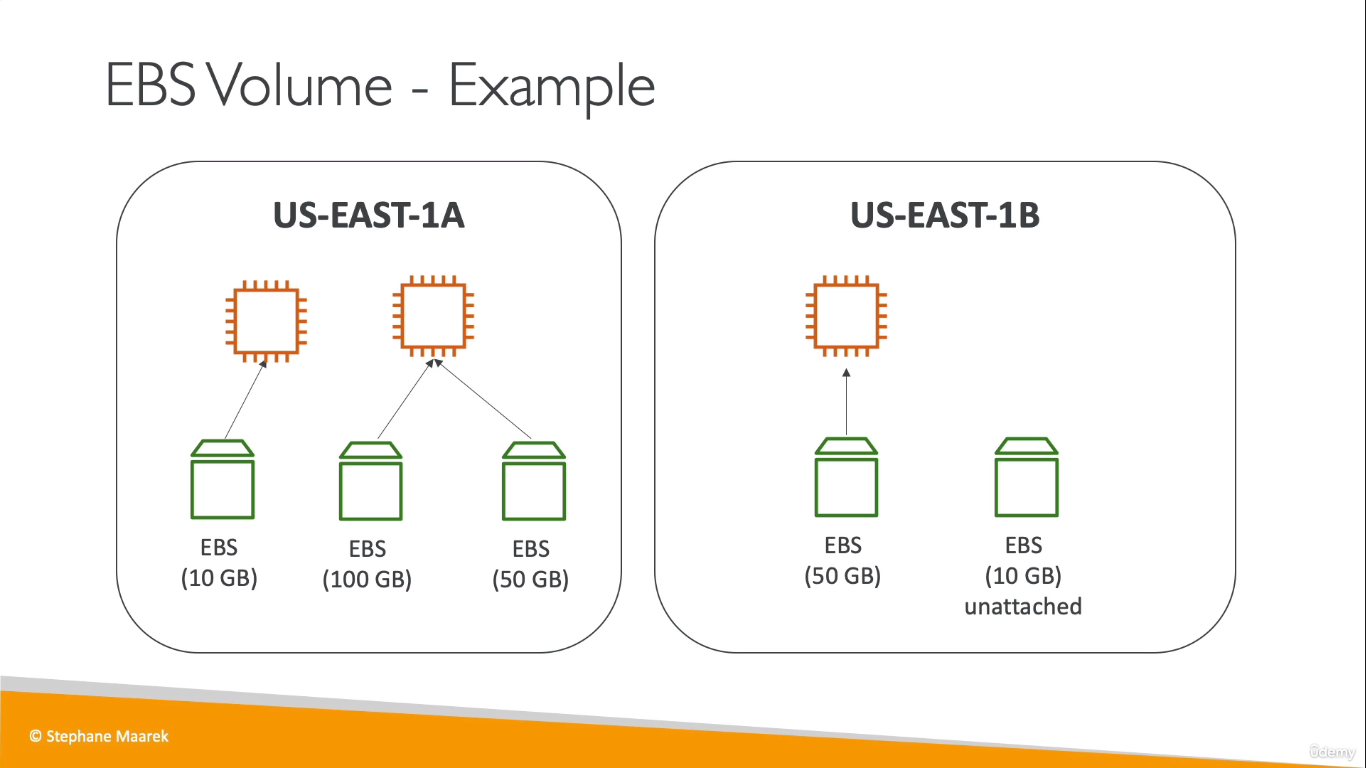 EBS Volume - Example
US-EAST-1A
EBS
(10 GB)
EBS
(100 GB)
EBS
(50 GB)
US-EAST-1B
EBS
(50 GB)
EBS
(10 GB)
unattached
© Stephane Maarek
ûdemy